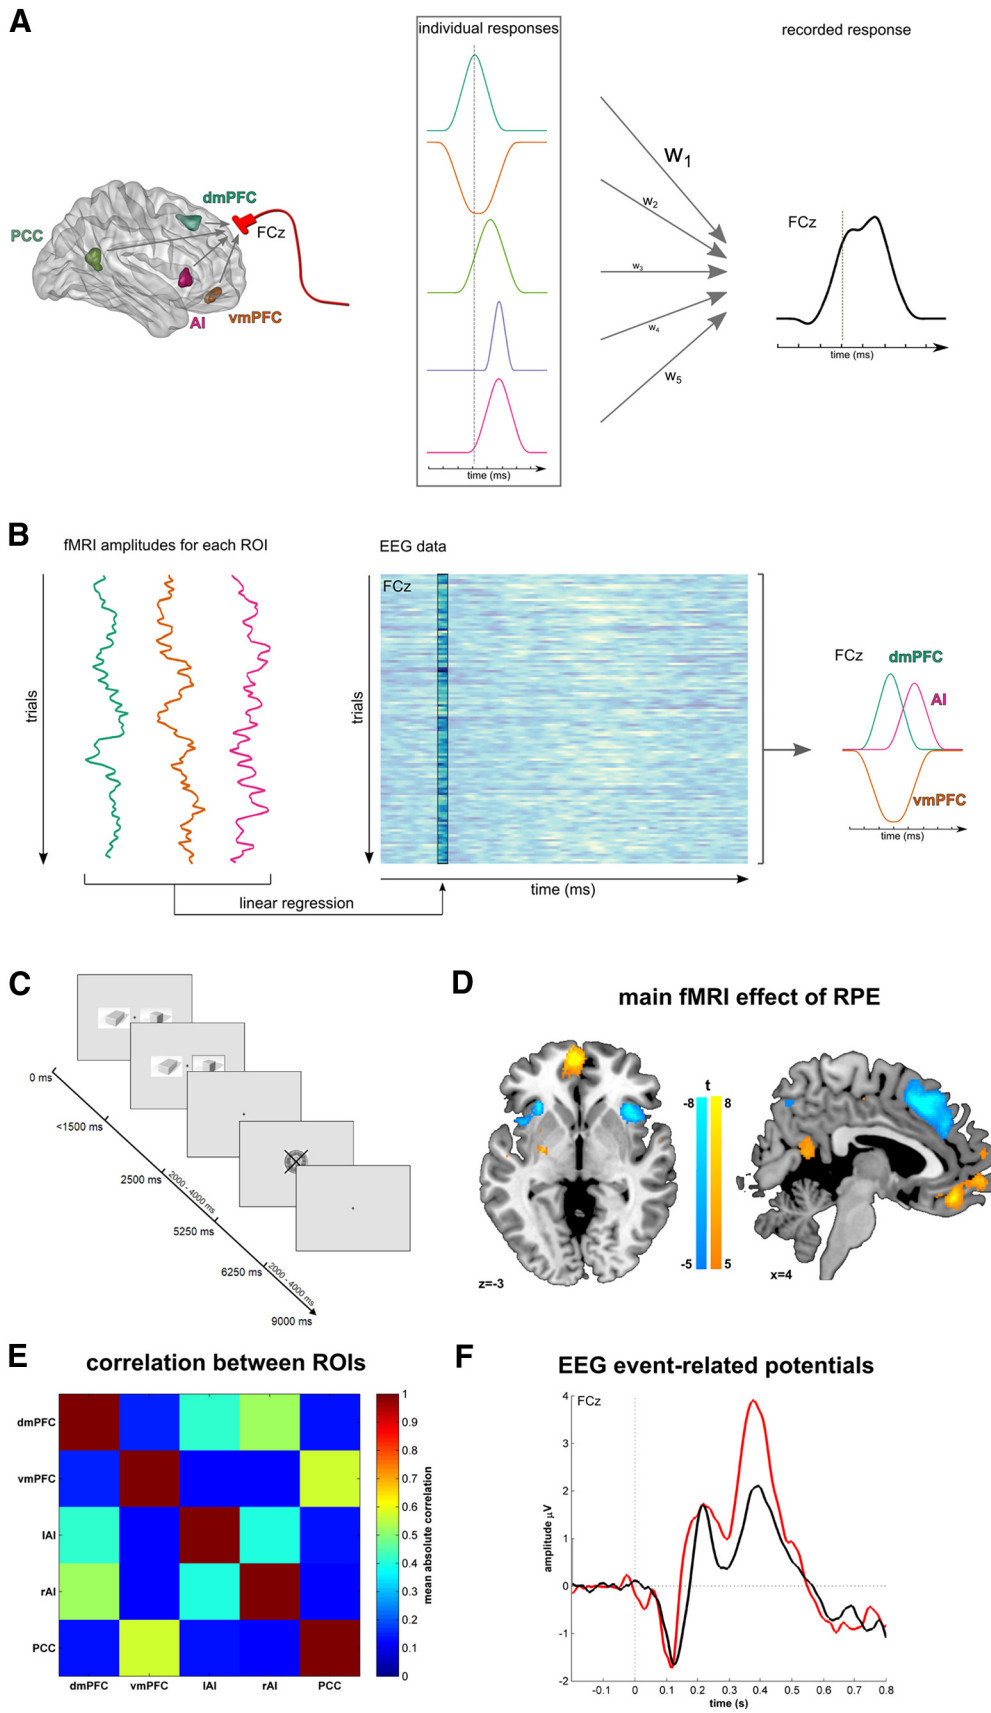 A
individual responses
recorded response
dmPFC
PCC
FCz
AI
vmPFC
W1
W2
W3
W4
W5
time (ms)
FCz
time (ms)
B
fMRI amplitudes for each ROI
EEG data
trials
trials
FCz
time (ms)
linear regression
FCz
dmPFC
AI
vmPFC
time (ms)
C
0 ms
<1500 ms
2500 ms
2000 - 4000 ms
5250 ms
6250 ms
2000 - 4000 ms
9000 ms
D
main fMRI effect of RPE
t
-8 8
-5 5
z=-3
x=4
E
correlation between ROIs
dmPFC
vmPFC
lAI
rAI
PCC
dmPFC vmPFC lAI rAI PCC
1
0.9
0.8
0.7
0.6
0.5
0.4
0.3
0.2
0.1
0
mean absolute correlation
F
EEG event-related potentials
FCz
amplitude µV
4
3
2
1
0
-1
-2
-0.1 0 0.1 0.2 0.3 0.4 0.5 0.6 0.7 0.8
time (s)